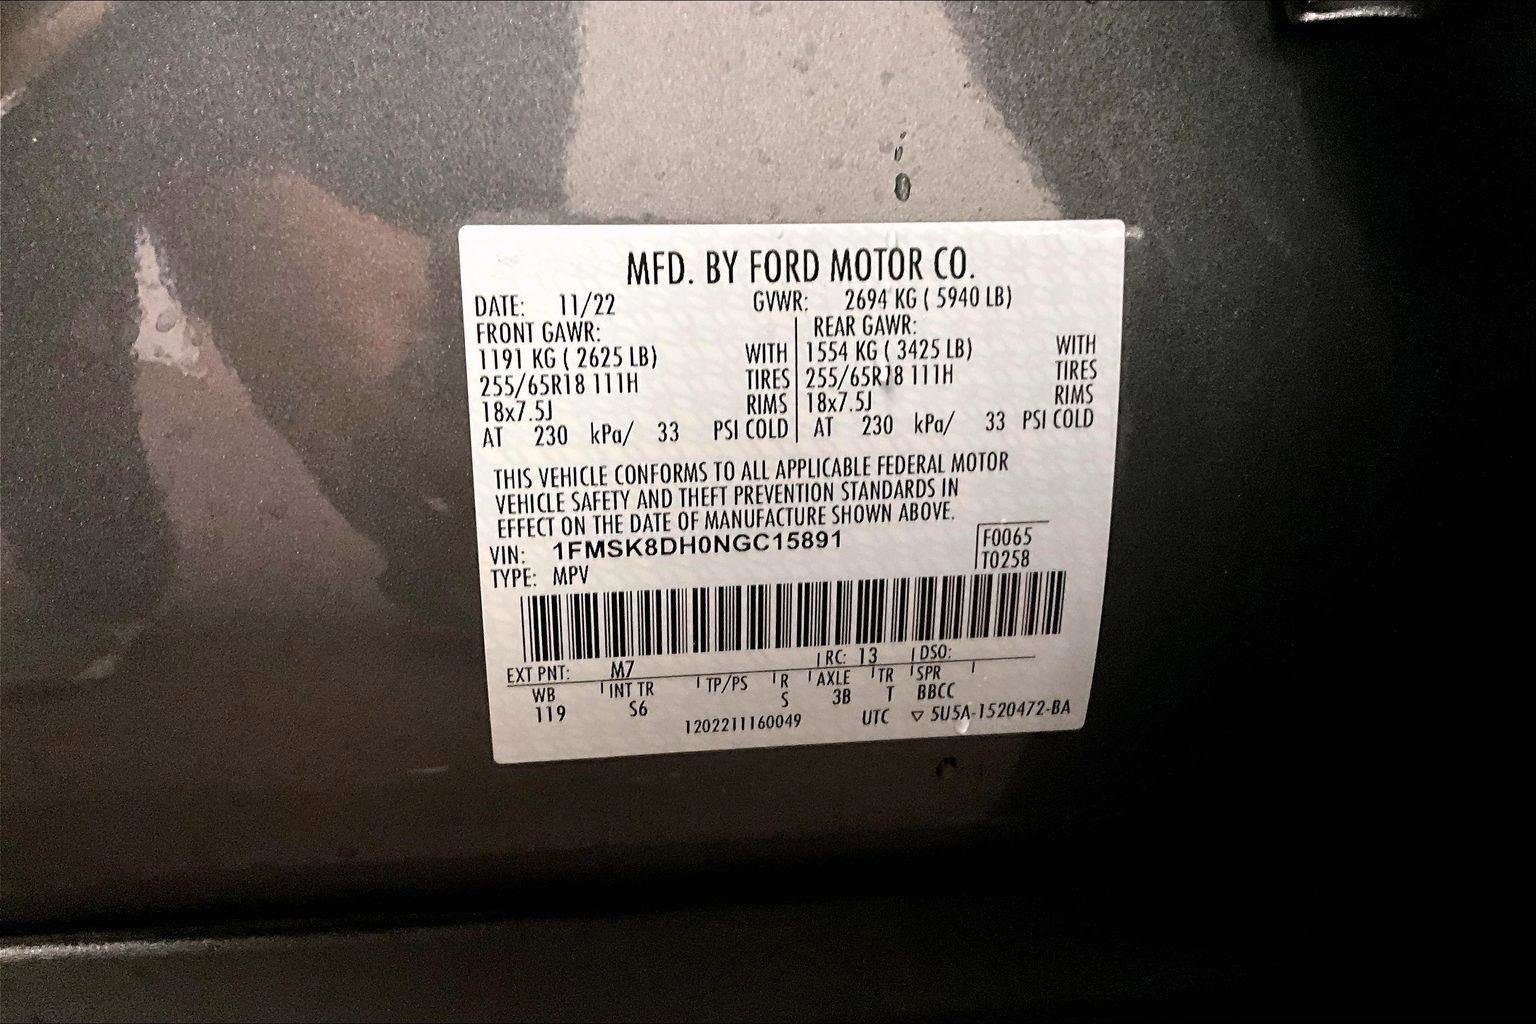 MFD. BY FORD MOTOR CO.
DATE: 11/22 GVWR: 2694 KG ( 5940 LB)
FRONT GAWR: REAR GAWR:
1191 KG ( 2625 LB) WITH 1554 KG ( 3425 LB) WITH
255/65R18 111H TIRES 255/65R18 111H TIRES
18x7.5J RIMS 18x7.5J RIMS
AT 230 kPa/ 33 PSI COLD AT 230 kPa/ 33 PSI COLD
THIS VEHICLE CONFORMS TO ALL APPLICABLE FEDERAL MOTOR
VEHICLE SAFETY AND THEFT PREVENTION STANDARDS IN
EFFECT ON THE DATE OF MANUFACTURE SHOWN ABOVE.
VIN: 1FMSK8DH0NGC15891 F0065
TYPE: MPV T0258
EXT PNT: M7 RC: 13 DSO:
WB INT TR TP/PS R AXLE TR SPR
119 S6 S 3B T BBCC
1202211160049 UTC ▽ 5U5A-1520472-BA